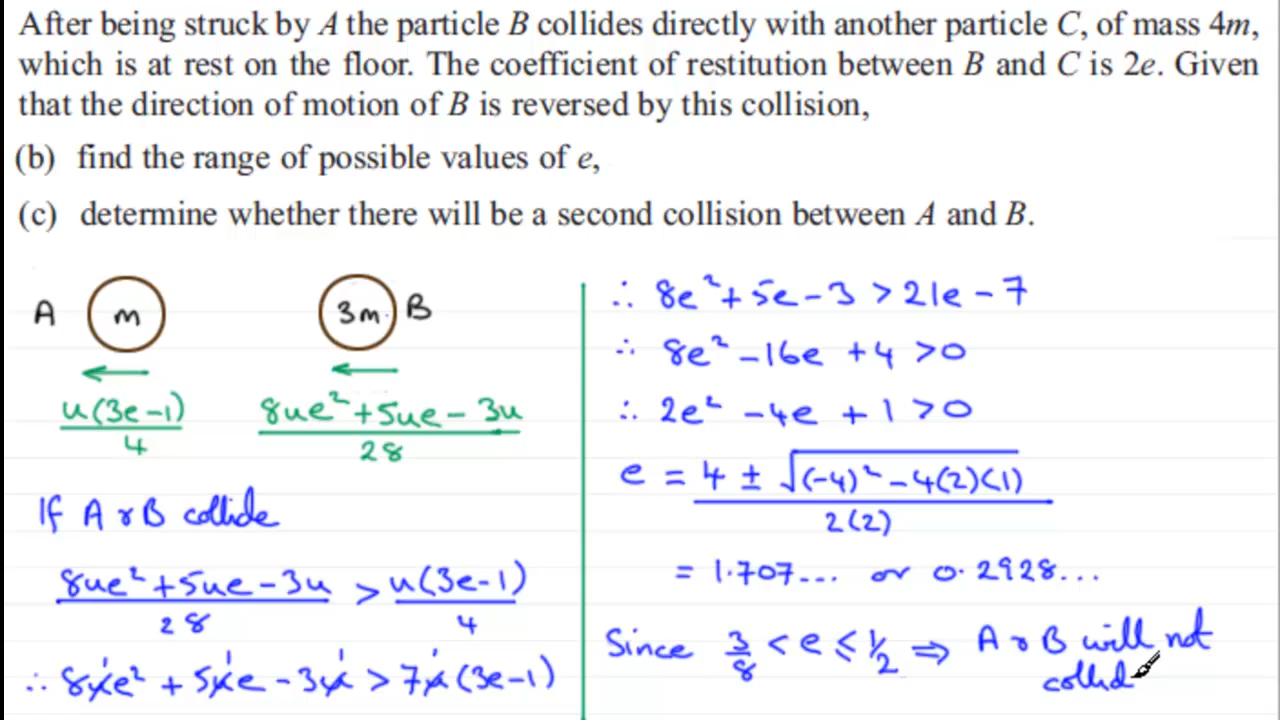 After being struck by A the particle B collides directly with another particle C, of mass 4m,
which is at rest on the floor. The coefficient of restitution between B and C is 2e. Given
that the direction of motion of B is reversed by this collision,
(b) find the range of possible values of e,
(c) determine whether there will be a second collision between A and B.
A m 3m B
u(3e-1)/4 (8ue²+5ue-3u)/28
If A & B collide
(8ue²+5ue-3u)/28 > u(3e-1)/4
∴ 8ue² + 5ue - 3u > 7u(3e-1)
∴ 8e²+5e-3 > 21e-7
∴ 8e²-16e+4 >0
∴ 2e²-4e+1 >0
e = (4 ± √((-4)²-4(2)(1)))/2(2)
= 1.707... or 0.2928...
Since 3/8 < e ≤ 1/2 ⇒ A & B will not
collid